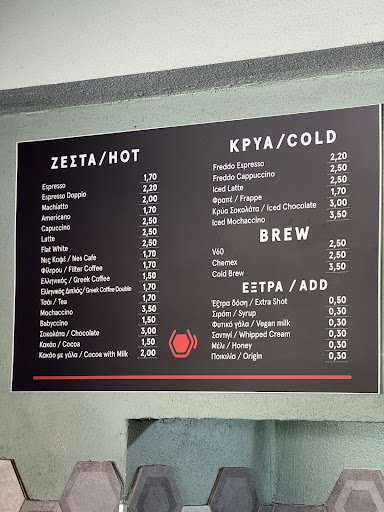 ΖΕΣΤΑ/HOT
Espresso 1,70
Espresso Doppio 2,20
Machiatto 2,00
Americano 1,70
Capuccino 2,00
Latte 2,50
Flat White 2,00
Νες Καφέ / Nes Cafe 1,70
Φίλτρου / Filter Coffee 1,70
Ελληνικός / Greek Coffee 1,50
Ελληνικός Διπλός/ Greek Coffee Double 1,70
Τσάι / Tea 1,70
Mochaccino 3,50
Babyccino 1,50
Σοκολάτα / Chocolate 3,00
Κακάο / Cocoa 1,50
Κακάο με γάλα / Cocoa with Milk 2,00
ΚΡΥΑ/COLD
Freddo Espresso 2,20
Freddo Cappuccino 2,50
Iced Latte 2,50
Φραπέ / Frappe 1,70
Κρύα Σοκολάτα / Iced Chocolate 3,00
Iced Mochaccino 3,50
BREW
V60 2,50
Chemex 2,50
Cold Brew 3,50
ΕΞΤΡΑ/ADD
Έξτρα δόση / Extra Shot 0,50
Σιρόπι / Syrup 0,30
Φυτικό γάλα / Vegan milk 0,30
Σαντιγί / Whipped Cream 0,30
Μέλι / Honey 0,30
Ποικιλία / Origin 0,30